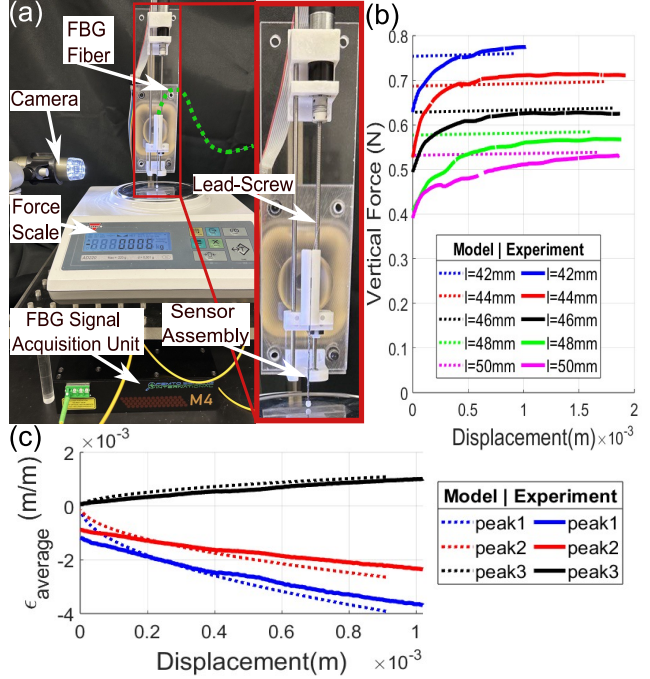 (a)
FBG
Fiber
Camera
Force
Scale
FBG Signal
Acquisition Unit
Lead-Screw
Sensor
Assembly
M4
(b)
Vertical Force (N)
0.8
0.7
0.6
0.5
0.4
0.3
0.2
0.1
0
Model | Experiment
l=42mm l=42mm
l=44mm l=44mm
l=46mm l=46mm
l=48mm l=48mm
l=50mm l=50mm
0 0.5 1 1.5 2
Displacement(m) ×10⁻³
(c)
×10⁻³
ϵaverage (m/m)
2
0
-2
-4
0 0.2 0.4 0.6 0.8 1
Displacement(m) ×10⁻³
Model | Experiment
peak1 peak1
peak2 peak2
peak3 peak3